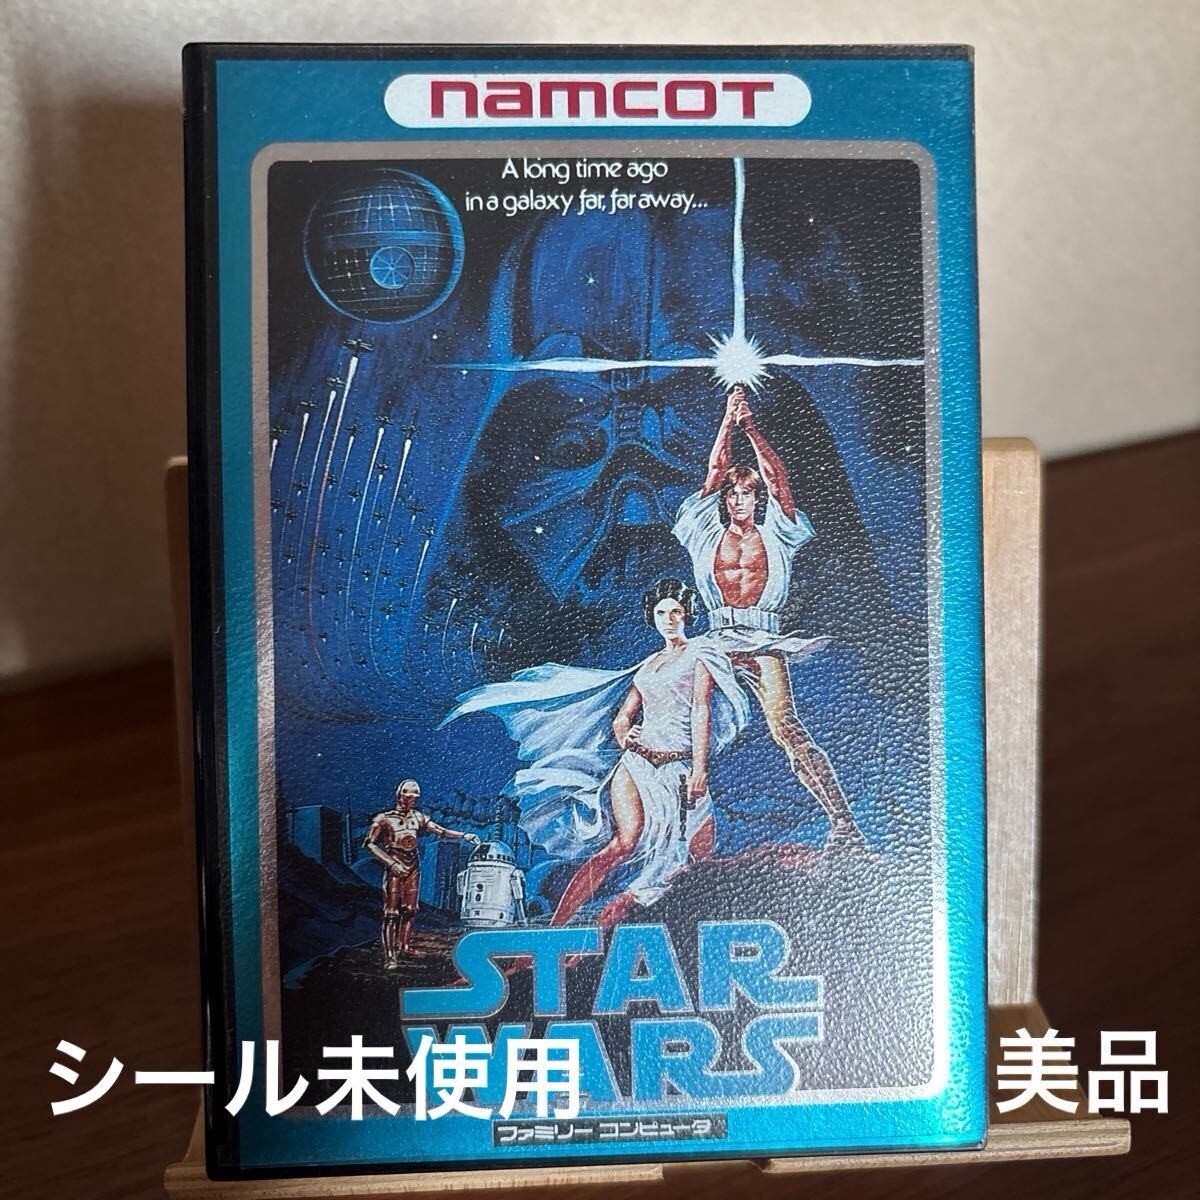 namcoT
A long time ago
in a galaxy far, far away...
STAR
WARS
シール未使用
美品
ファミリー コンピュータ